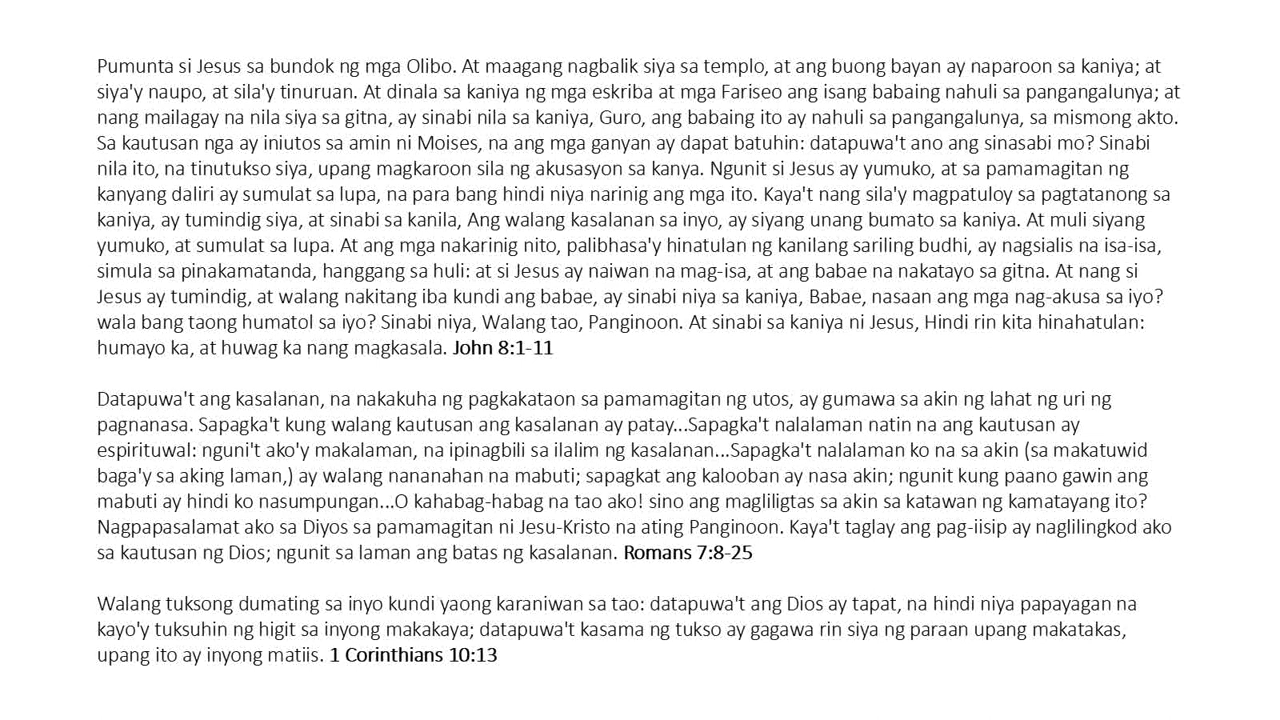 Pumunta si Jesus sa bundok ng mga Olibo. At maagang nagbalik siya sa templo, at ang buong bayan ay naparoon sa kaniya; at
siya'y naupo, at sila'y tinuruan. At dinala sa kaniya ng mga eskriba at mga Fariseo ang isang babaing nahuli sa pangangalunya; at
nang mailagay na nila siya sa gitna, ay sinabi nila sa kaniya, Guro, ang babaing ito ay nahuli sa pangangalunya, sa mismong akto.
Sa kautusan nga ay iniutos sa amin ni Moises, na ang mga ganyan ay dapat batuhin: datapuwa't ano ang sinasabi mo? Sinabi
nila ito, na tinutukso siya, upang magkaroon sila ng akusasyon sa kanya. Ngunit si Jesus ay yumuko, at sa pamamagitan ng
kanyang daliri ay sumulat sa lupa, na para bang hindi niya narinig ang mga ito. Kaya't nang sila'y magpatuloy sa pagtatanong sa
kaniya, ay tumindig siya, at sinabi sa kanila, Ang walang kasalanan sa inyo, ay siyang unang bumato sa kaniya. At muli siyang
yumuko, at sumulat sa lupa. At ang mga nakarinig nito, palibhasa'y hinatulan ng kanilang sariling budhi, ay nagsialis na isa-isa,
simula sa pinakamatanda, hanggang sa huli: at si Jesus ay naiwan na mag-isa, at ang babae na nakatayo sa gitna. At nang si
Jesus ay tumindig, at walang nakitang iba kundi ang babae, ay sinabi niya sa kaniya, Babae, nasaan ang mga nag-akusa sa iyo?
wala bang taong humatol sa iyo? Sinabi niya, Walang tao, Panginoon. At sinabi sa kaniya ni Jesus, Hindi rin kita hinahatulan:
humayo ka, at huwag ka nang magkasala. John 8:1-11
Datapuwa't ang kasalanan, na nakakuha ng pagkakataon sa pamamagitan ng utos, ay gumawa sa akin ng lahat ng uri ng
pagnanasa. Sapagka't kung walang kautusan ang kasalanan ay patay...Sapagka't nalalaman natin na ang kautusan ay
espirituwal: nguni't ako'y makalaman, na ipinagbili sa ilalim ng kasalanan...Sapagka't nalalaman ko na sa akin (sa makatuwid
baga'y sa aking laman,) ay walang nananahan na mabuti; sapagkat ang kalooban ay nasa akin; ngunit kung paano gawin ang
mabuti ay hindi ko nasumpungan...O kahabag-habag na tao ako! sino ang magliligtas sa akin sa katawan ng kamatayang ito?
Nagpapasalamat ako sa Diyos sa pamamagitan ni Jesu-Kristo na ating Panginoon. Kaya't taglay ang pag-iisip ay naglilingkod ako
sa kautusan ng Dios; ngunit sa laman ang batas ng kasalanan. Romans 7:8-25
Walang tuksong dumating sa inyo kundi yaong karaniwan sa tao: datapuwa't ang Dios ay tapat, na hindi niya papayagan na
kayo'y tuksuhin ng higit sa inyong makakaya; datapuwa't kasama ng tukso ay gagawa rin siya ng paraan upang makatakas,
upang ito ay inyong matiis. 1 Corinthians 10:13